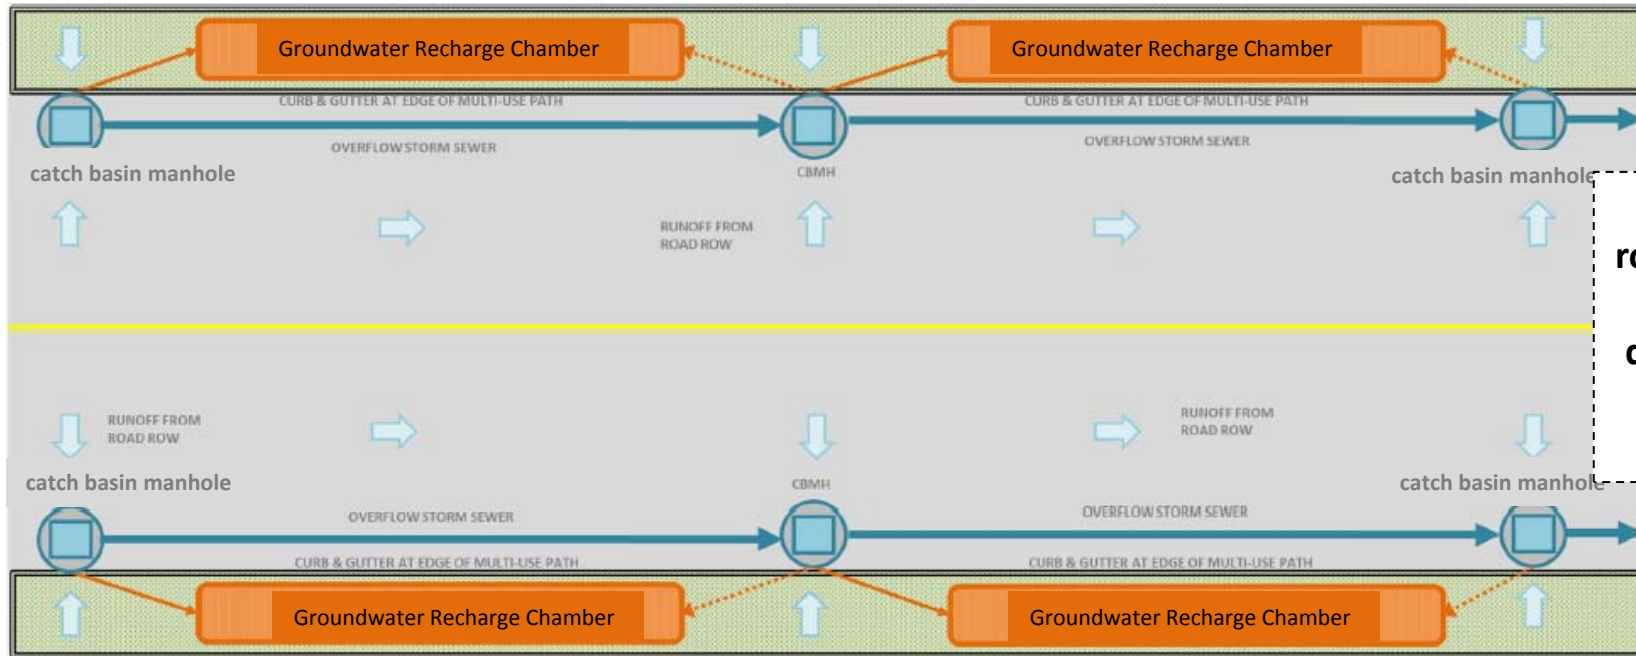 Groundwater Recharge Chamber
Groundwater Recharge Chamber
CURB & GUTTER AT EDGE OF MULTI-USE PATH
CURB & GUTTER AT EDGE OF MULTI-USE PATH
OVERFLOW STORM SEWER
OVERFLOW STORM SEWER
catch basin manhole
CBMH
catch basin manhole
RUNOFF FROM
ROAD ROW
RUNOFF FROM
ROAD ROW
RUNOFF FROM
ROAD ROW
catch basin manhole
CBMH
catch basin manhole
OVERFLOW STORM SEWER
OVERFLOW STORM SEWER
CURB & GUTTER AT EDGE OF MULTI-USE PATH
CURB & GUTTER AT EDGE OF MULTI-USE PATH
Groundwater Recharge Chamber
Groundwater Recharge Chamber